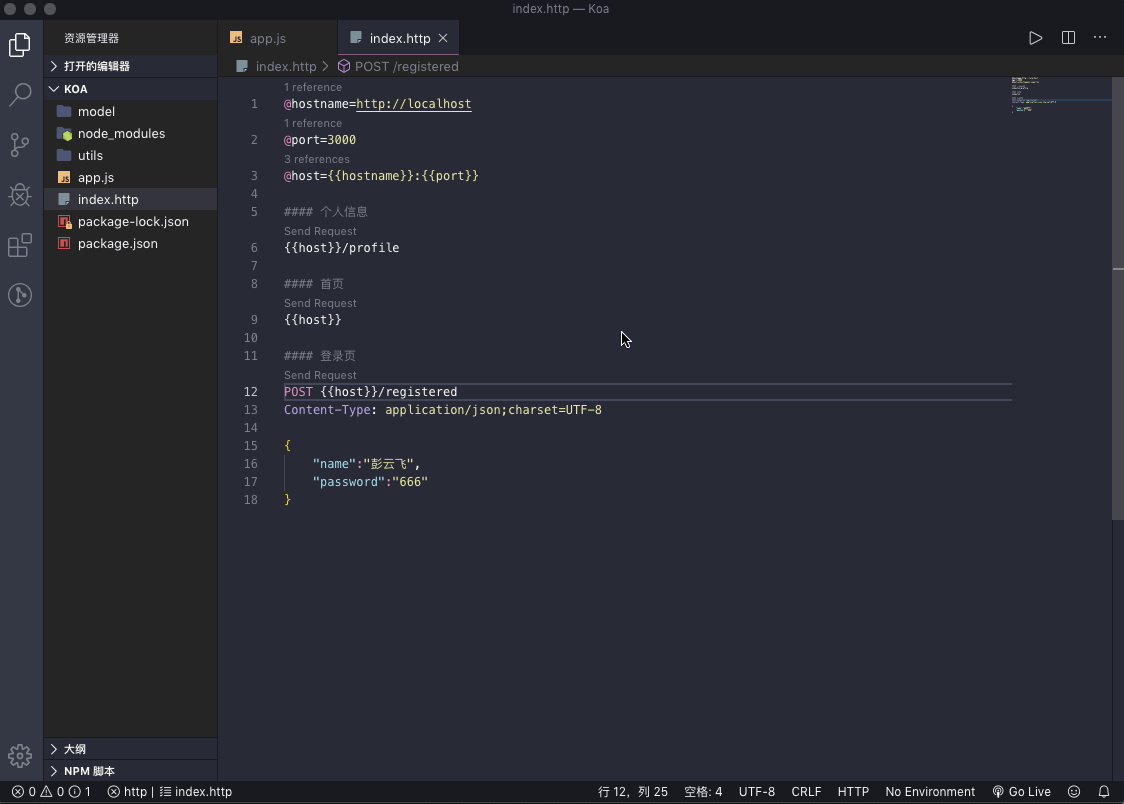 index.http — Koa
资源管理器
打开的编辑器
KOA
model
node_modules
utils
app.js
index.http
package-lock.json
package.json
大纲
NPM 脚本
app.js
index.http
index.http > POST /registered
1 reference
1 @hostname=http://localhost
1 reference
2 @port=3000
3 references
3 @host={{hostname}}:{{port}}
4
5 #### 个人信息
Send Request
6 {{host}}/profile
7
8 #### 首页
Send Request
9 {{host}}
10
11 #### 登录页
Send Request
12 POST {{host}}/registered
13 Content-Type: application/json;charset=UTF-8
14
15 {
16 "name":"彭云飞",
17 "password":"666"
18 }
0 0 1 http | index.http 行 12，列 25 空格: 4 UTF-8 CRLF HTTP No Environment Go Live